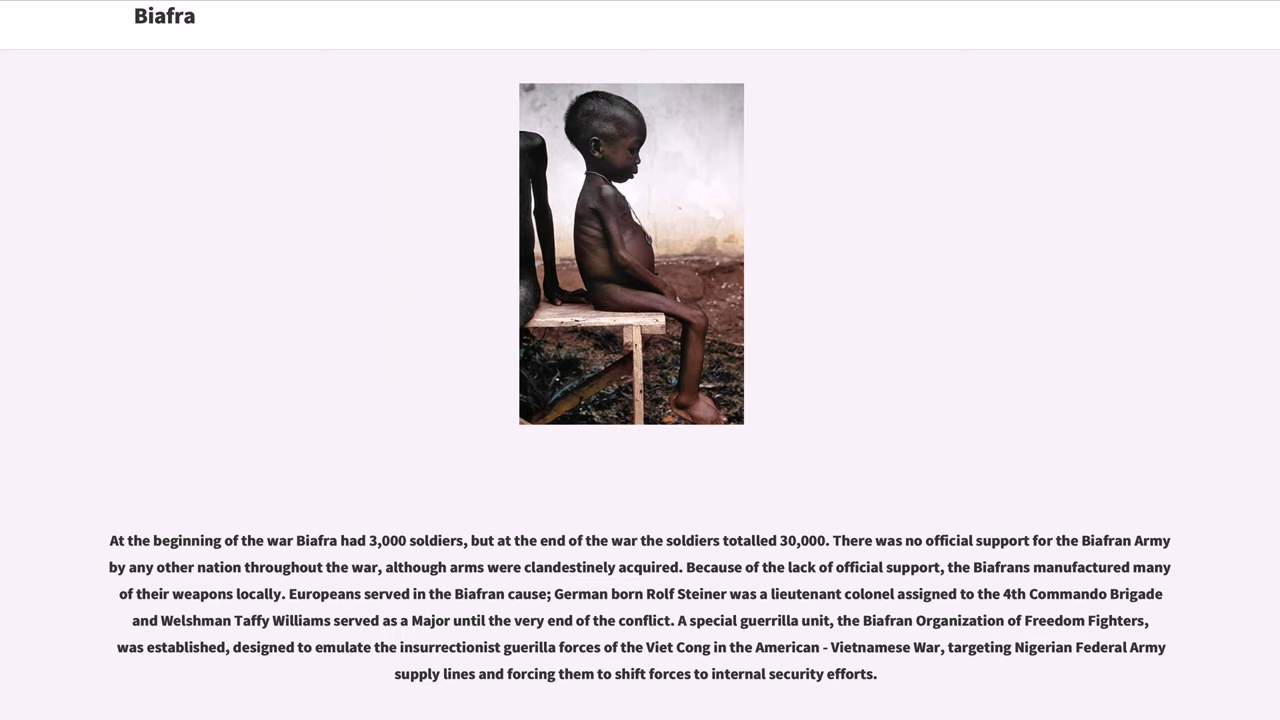 Biafra
At the beginning of the war Biafra had 3,000 soldiers, but at the end of the war the soldiers totalled 30,000. There was no official support for the Biafran Army
by any other nation throughout the war, although arms were clandestinely acquired. Because of the lack of official support, the Biafrans manufactured many
of their weapons locally. Europeans served in the Biafran cause; German born Rolf Steiner was a lieutenant colonel assigned to the 4th Commando Brigade
and Welshman Taffy Williams served as a Major until the very end of the conflict. A special guerrilla unit, the Biafran Organization of Freedom Fighters,
was established, designed to emulate the insurrectionist guerilla forces of the Viet Cong in the American - Vietnamese War, targeting Nigerian Federal Army
supply lines and forcing them to shift forces to internal security efforts.